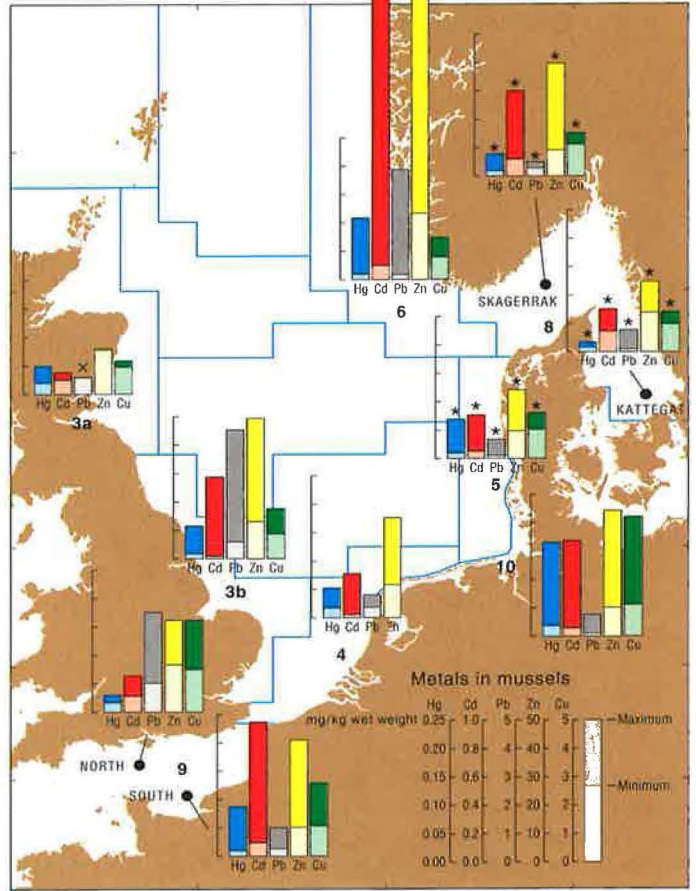 * * * * *
Hg Cd Pb Zn Cu
Hg Cd Pb Zn Cu
6
SKAGERRAK
8
* * * * *
Hg Cd Pb Zn Cu
KATTEGAT
×
Hg Cd Pb Zn Cu
3a
* * * * *
Hg Cd Pb Zn Cu
5
Hg Cd Pb Zn Cu
3b
10
Hg Cd Pb Zn Cu
4
Hg Cd Pb Zn
Hg Cd Pb Zn Cu
Hg Cd Pb Zn Cu
NORTH
9
SOUTH
Hg Cd Pb Zn Cu
Metals in mussels
Hg Cd Pb Zn Cu
mg/kg wet weight 0.25 1.0 5 50 5 Maximum
0.20 0.8 4 40 4
0.15 0.6 3 30 3
Minimum
0.10 0.4 2 20 2
0.05 0.2 1 10 1
0.00 0.0 0 0 0